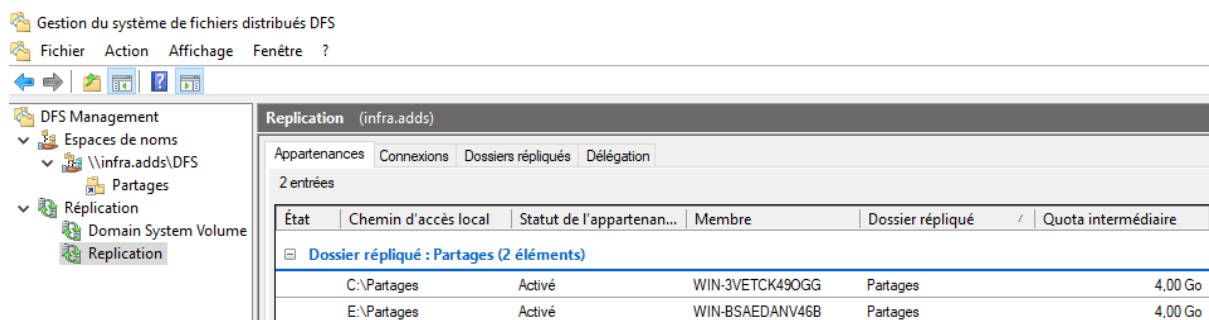 Gestion du système de fichiers distribués DFS
Fichier Action Affichage Fenêtre ?
DFS Management
Espaces de noms
\\infra.adds\DFS
Partages
Réplication
Domain System Volume
Replication
Replication (infra.adds)
Appartenances Connexions Dossiers répliqués Délégation
2 entrées
État Chemin d'accès local Statut de l'appartenan... Membre Dossier répliqué Quota intermédiaire
Dossier répliqué : Partages (2 éléments)
C:\Partages Activé WIN-3VETCK49OGG Partages 4,00 Go
E:\Partages Activé WIN-BSAEDANV46B Partages 4,00 Go